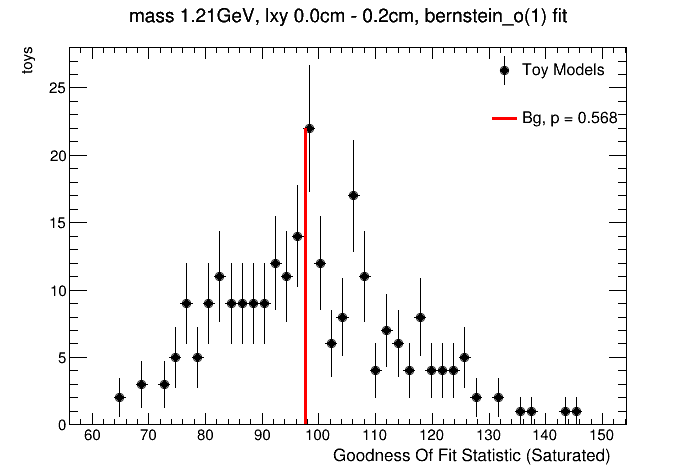 mass 1.21GeV, lxy 0.0cm - 0.2cm, bernstein_o(1) fit
toys
Toy Models
Bg, p = 0.568
25
20
15
10
5
0
60 70 80 90 100 110 120 130 140 150
Goodness Of Fit Statistic (Saturated)